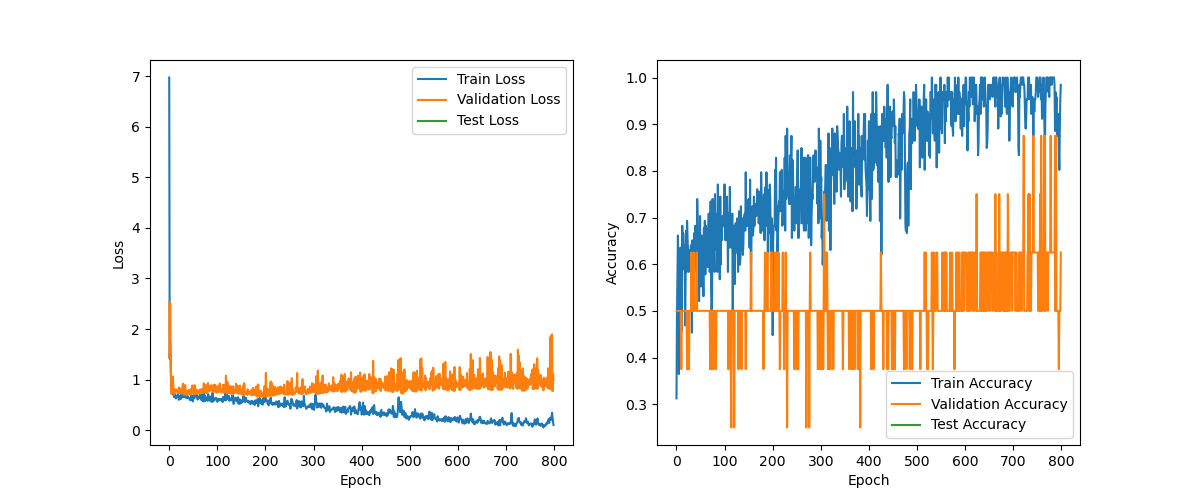 7
6
5
4
3
2
1
0
Loss
0 100 200 300 400 500 600 700 800
Epoch
Train Loss
Validation Loss
Test Loss
1.0
0.9
0.8
0.7
0.6
0.5
0.4
0.3
Accuracy
0 100 200 300 400 500 600 700 800
Epoch
Train Accuracy
Validation Accuracy
Test Accuracy